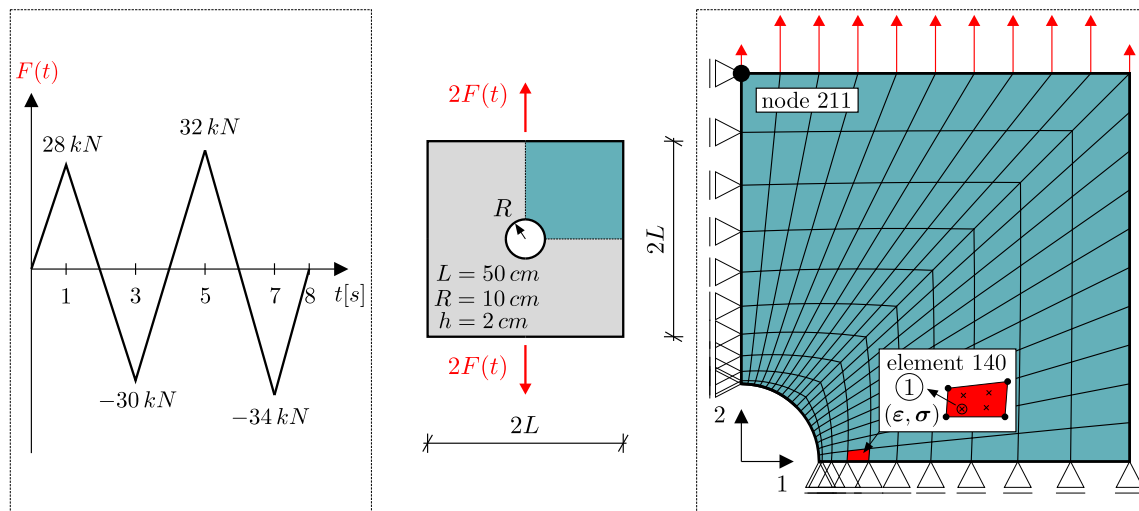 F(t)
28 kN
32 kN
1
3
5
7
8
t[s]
−30 kN
−34 kN
2F(t)
R
L = 50 cm
R = 10 cm
h = 2 cm
2F(t)
2L
2L
node 211
element 140
1
(ε, σ)
2
1